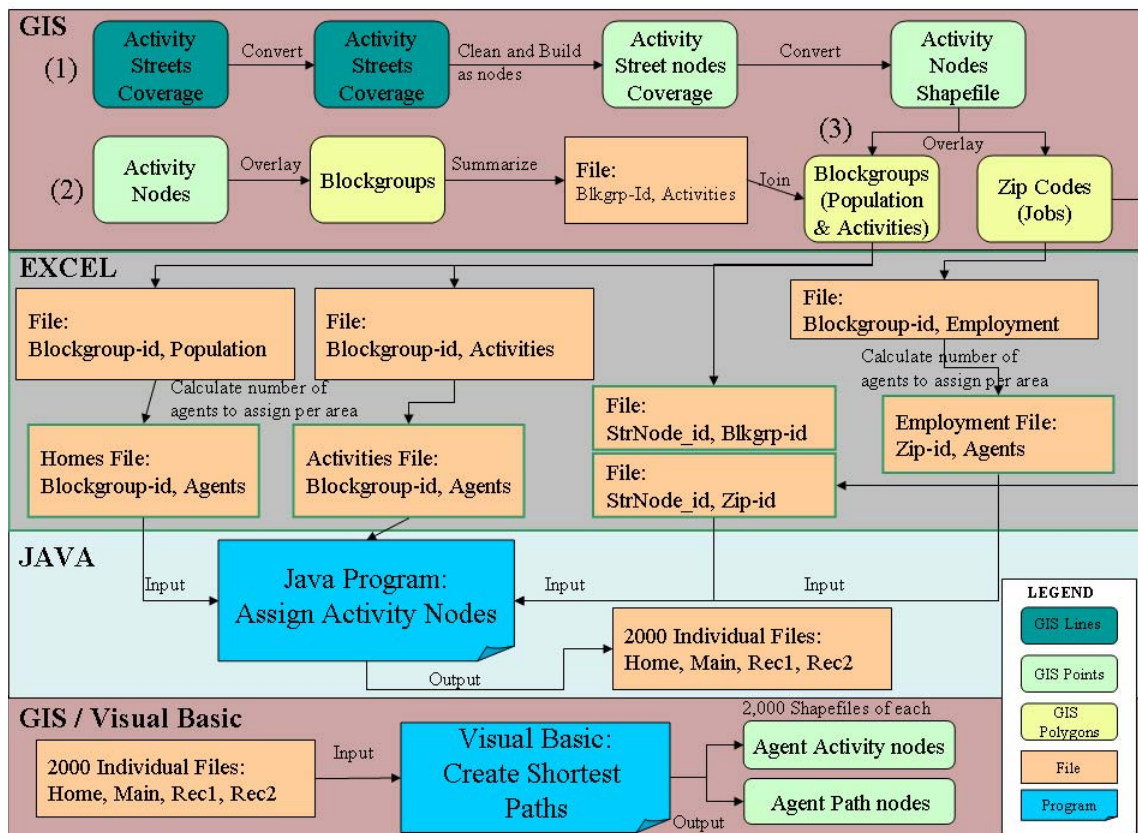 GIS
(1)
Activity
Streets
Coverage
Convert
Activity
Streets
Coverage
Clean and Build
as nodes
Activity
Street nodes
Coverage
Convert
Activity
Nodes
Shapefile
(2)
Activity
Nodes
Overlay
Blockgroups
Summarize
File:
Blkgrp-Id, Activities
Join
(3)
Overlay
Blockgroups
(Population
& Activities)
Zip Codes
(Jobs)
EXCEL
File:
Blockgroup-id, Population
File:
Blockgroup-id, Activities
File:
Blockgroup-id, Employment
Calculate number of
agents to assign per area
Calculate number of
agents to assign per area
Homes File:
Blockgroup-id, Agents
Activities File:
Blockgroup-id, Agents
File:
StrNode_id, Blkgrp-id
File:
StrNode_id, Zip-id
Employment File:
Zip-id, Agents
JAVA
Input
Java Program:
Assign Activity Nodes
Input
Input
Output
2000 Individual Files:
Home, Main, Rec1, Rec2
LEGEND
GIS Lines
GIS Points
GIS
Polygons
File
Program
GIS / Visual Basic
2000 Individual Files:
Home, Main, Rec1, Rec2
Input
Visual Basic:
Create Shortest
Paths
Output
2,000 Shapefiles of each
Agent Activity nodes
Agent Path nodes